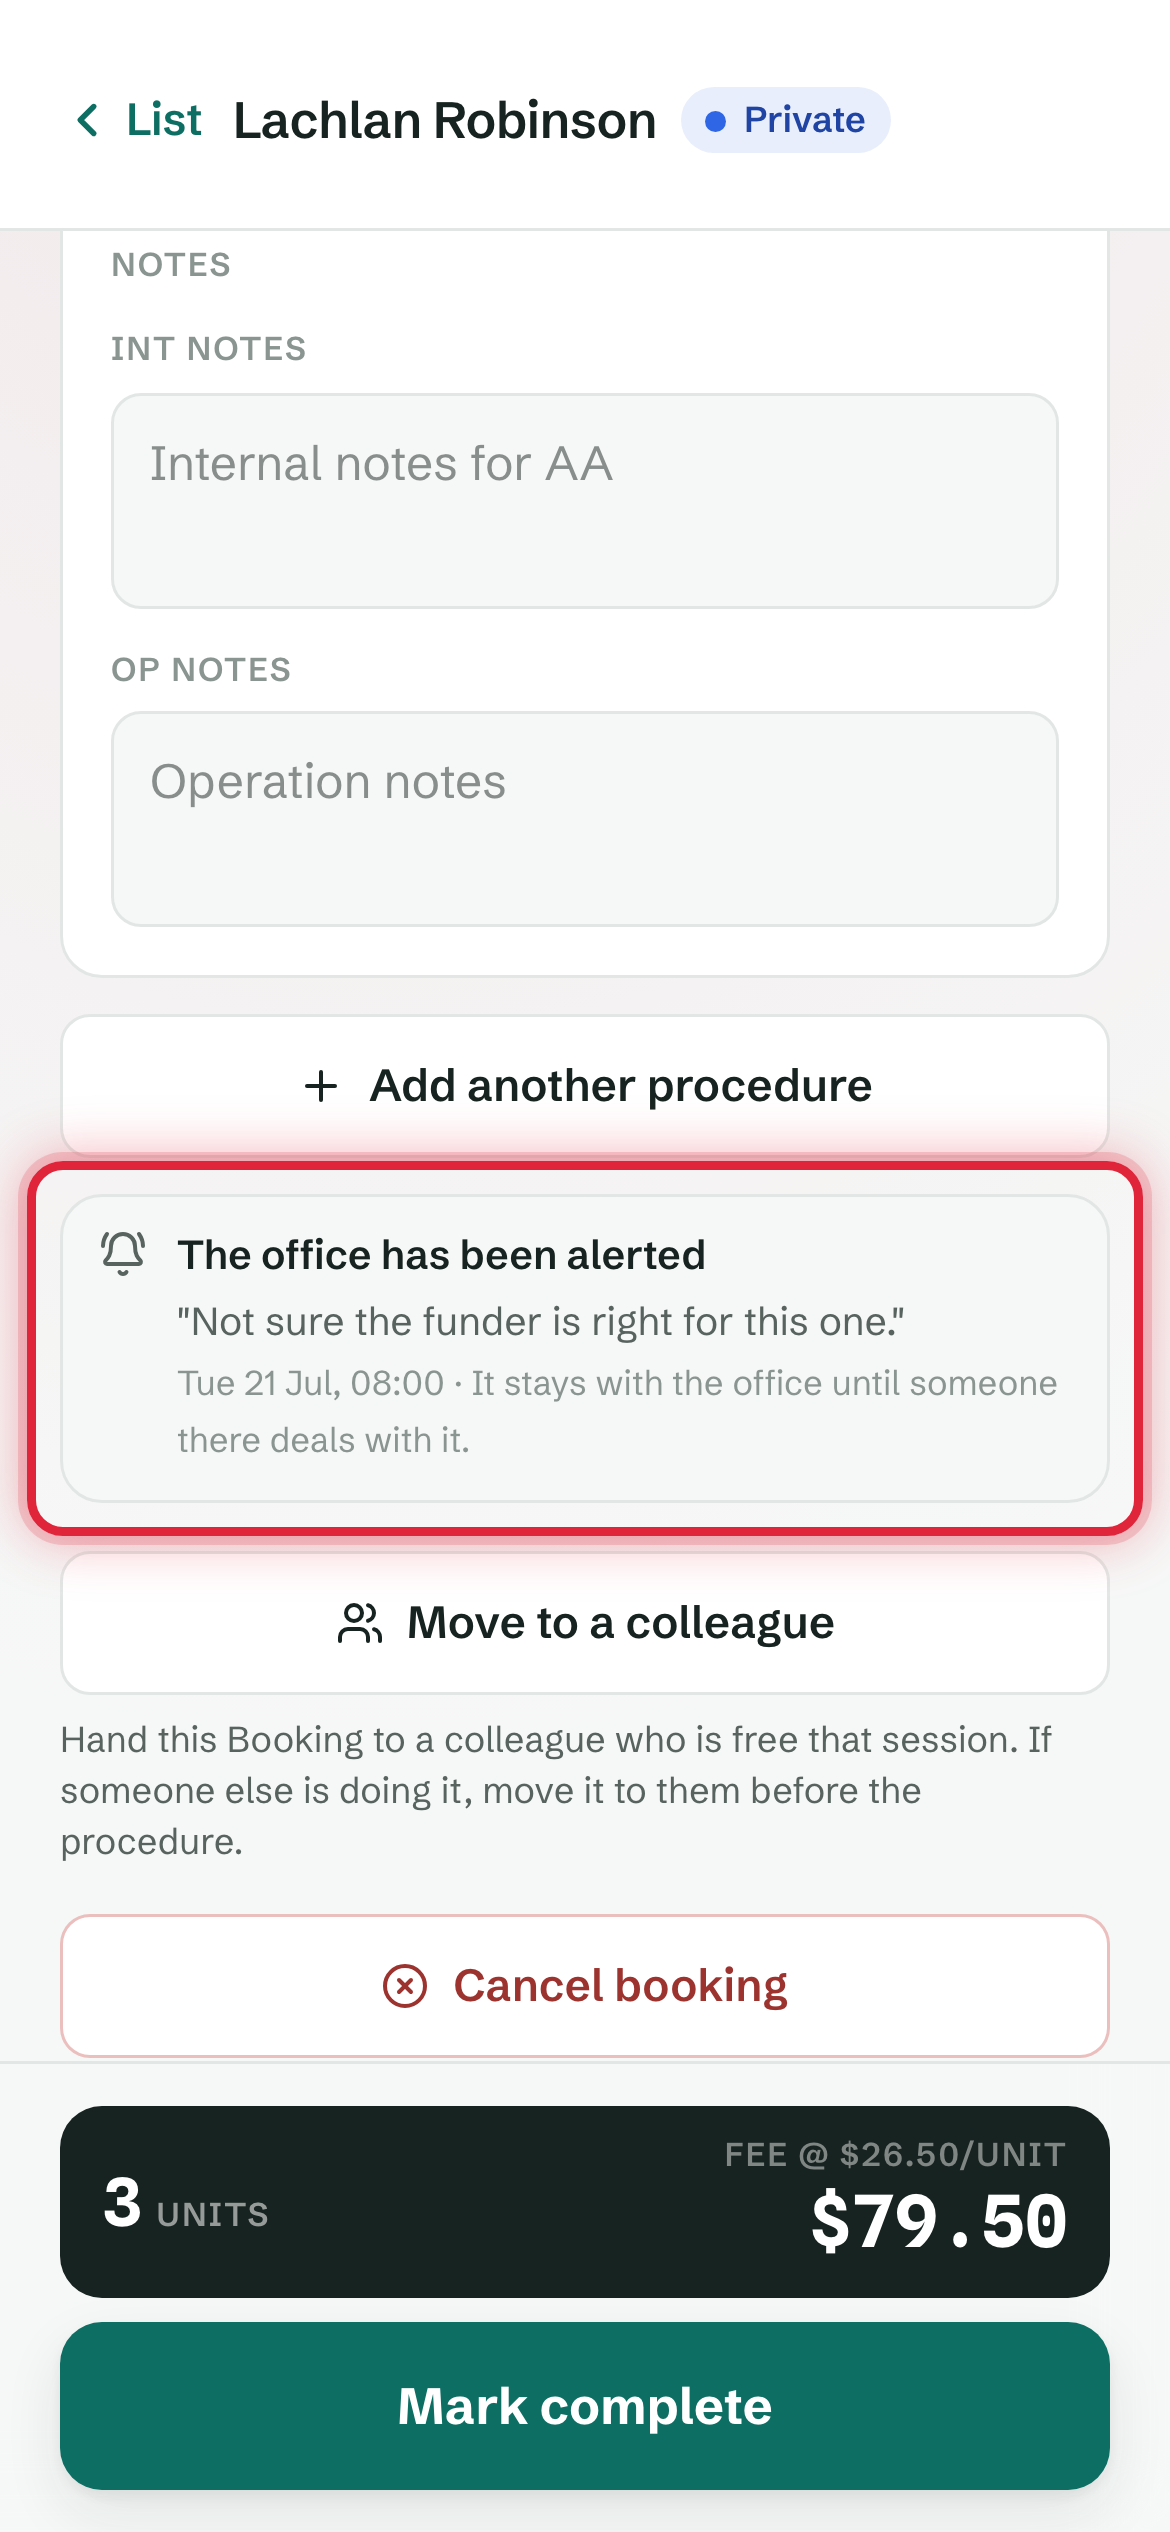 List Lachlan Robinson Private
NOTES
INT NOTES
Internal notes for AA
OP NOTES
Operation notes
Add another procedure
The office has been alerted
"Not sure the funder is right for this one."
Tue 21 Jul, 08:00 · It stays with the office until someone
there deals with it.
Move to a colleague
Hand this Booking to a colleague who is free that session. If
someone else is doing it, move it to them before the
procedure.
Cancel booking
FEE @ $26.50/UNIT
3 UNITS
$79.50
Mark complete